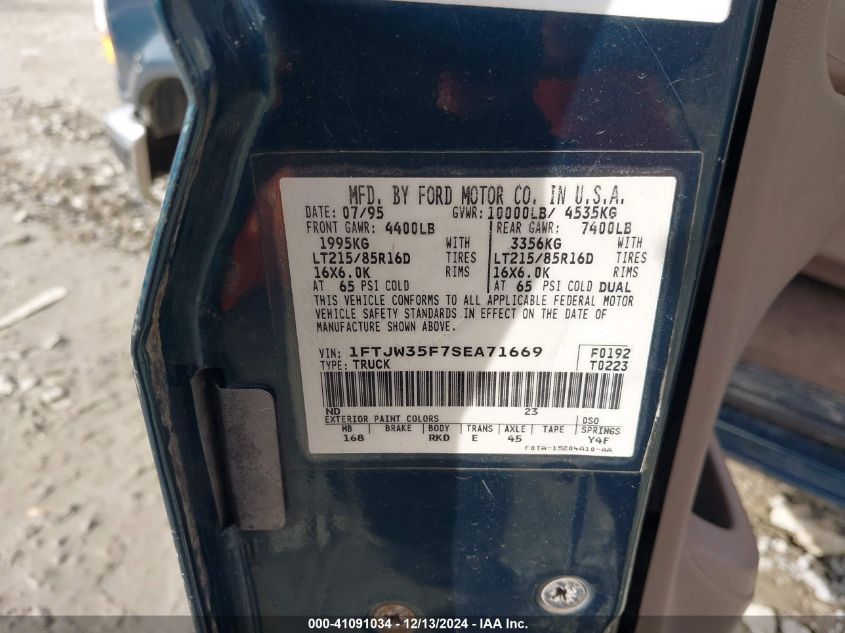 MFD. BY FORD MOTOR CO. IN U.S.A.
DATE: 07/95 GVWR: 10000LB/ 4535KG
FRONT GAWR: 4400LB REAR GAWR: 7400LB
1995KG WITH 3356KG WITH
LT215/85R16D TIRES LT215/85R16D TIRES
16X6.0K RIMS 16X6.0K RIMS
AT 65 PSI COLD AT 65 PSI COLD DUAL
THIS VEHICLE CONFORMS TO ALL APPLICABLE FEDERAL MOTOR
VEHICLE SAFETY STANDARDS IN EFFECT ON THE DATE OF
MANUFACTURE SHOWN ABOVE.
VIN: 1FTJW35F7SEA71669 F0192
TYPE: TRUCK T0223
ND 23
EXTERIOR PAINT COLORS DSO
WB BRAKE BODY TRANS AXLE TAPE SPRINGS
168 RKD E 45 Y4F
F0TA-15204A10-AA
000-41091034 - 12/13/2024 - IAA Inc.